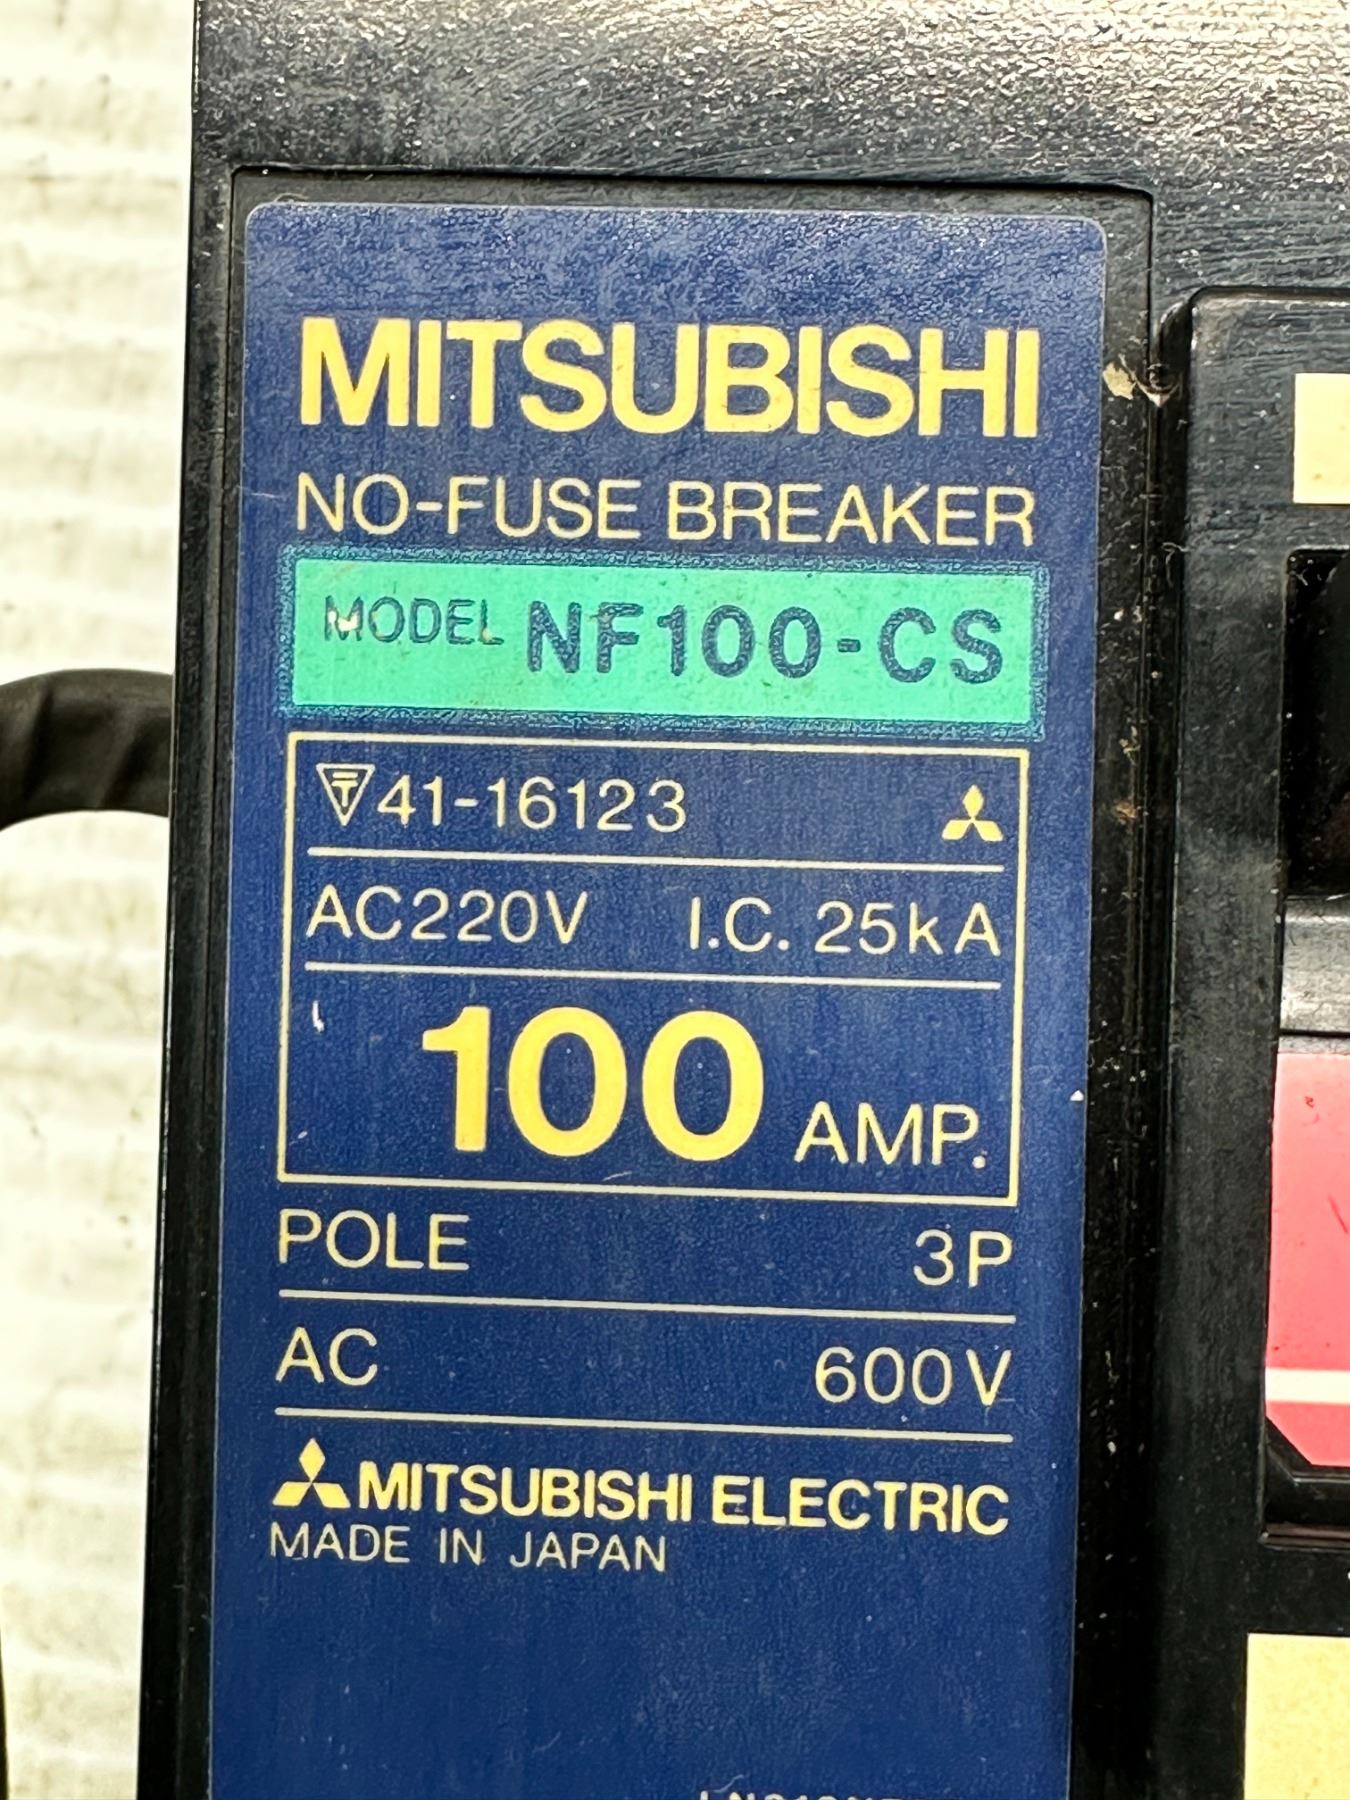 MITSUBISHI
NO-FUSE BREAKER
MODEL NF100-CS
41-16123
AC220V I.C. 25kA
100 AMP.
POLE 3P
AC 600V
MITSUBISHI ELECTRIC
MADE IN JAPAN